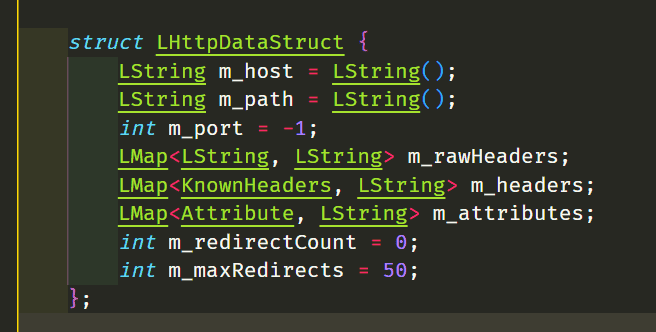 struct LHttpDataStruct {
LString m_host = LString();
LString m_path = LString();
int m_port = -1;
LMap<LString, LString> m_rawHeaders;
LMap<KnownHeaders, LString> m_headers;
LMap<Attribute, LString> m_attributes;
int m_redirectCount = 0;
int m_maxRedirects = 50;
};